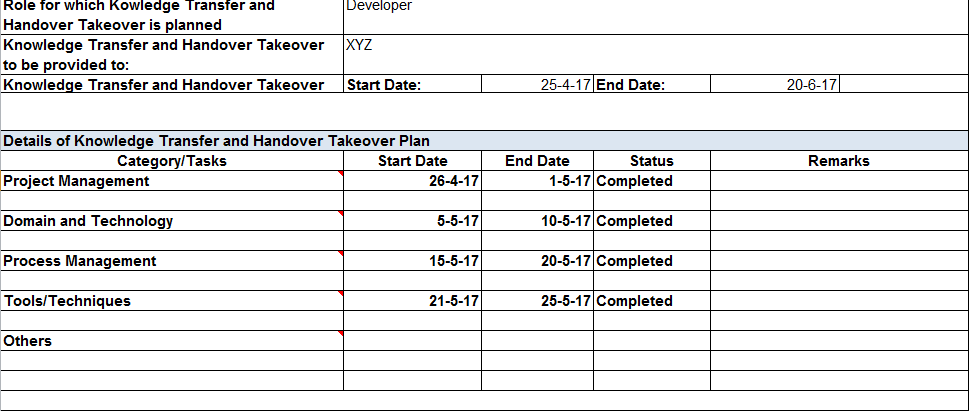 Role for which Kowledge Transfer and Developer
Handover Takeover is planned
Knowledge Transfer and Handover Takeover XYZ
to be provided to:
Knowledge Transfer and Handover Takeover Start Date: 25-4-17 End Date: 20-6-17
Details of Knowledge Transfer and Handover Takeover Plan
Category/Tasks Start Date End Date Status Remarks
Project Management 26-4-17 1-5-17 Completed
Domain and Technology 5-5-17 10-5-17 Completed
Process Management 15-5-17 20-5-17 Completed
Tools/Techniques 21-5-17 25-5-17 Completed
Others